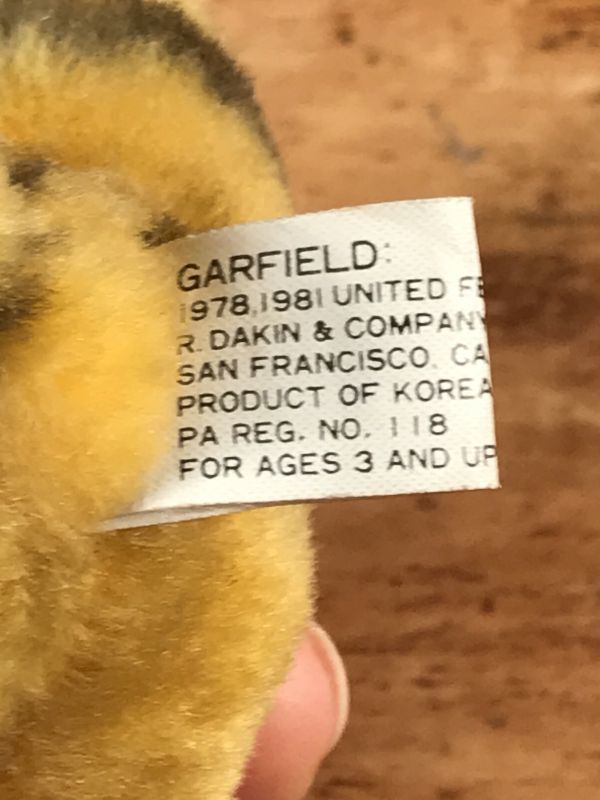 GARFIELD:
1978, 1981 UNITED FE
R. DAKIN & COMPANY
SAN FRANCISCO, CA
PRODUCT OF KOREA
PA REG. NO. 118
FOR AGES 3 AND UP